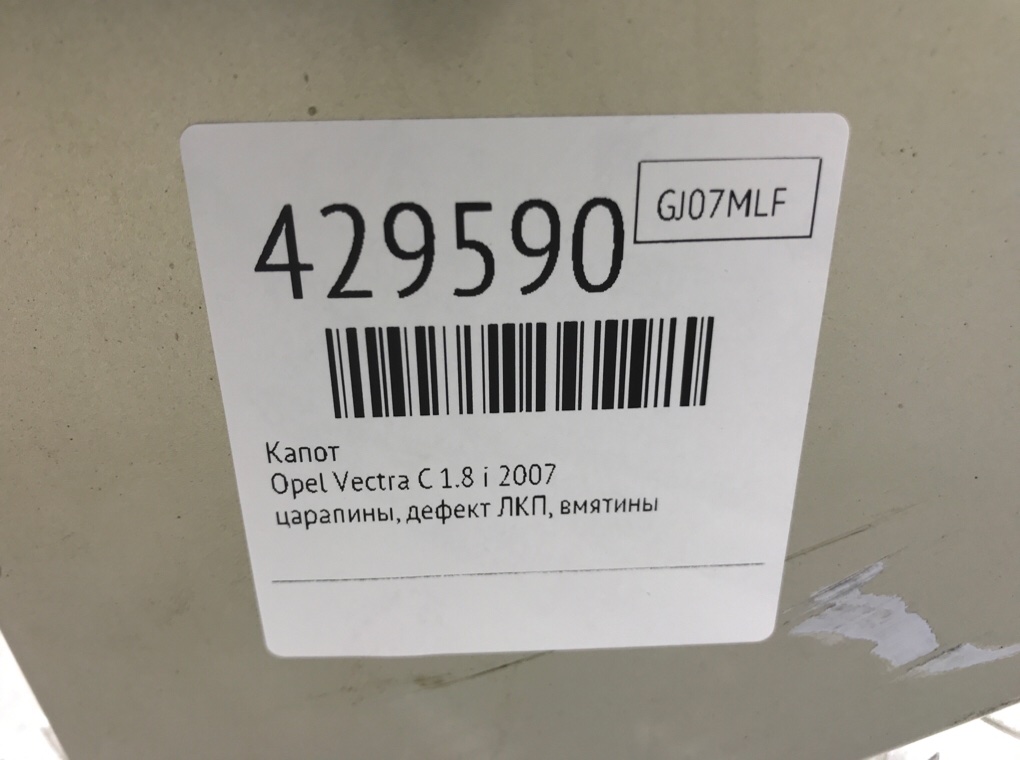 GJ07MLF
429590
Капот
Opel Vectra C 1.8 i 2007
царапины, дефект ЛКП, вмятины